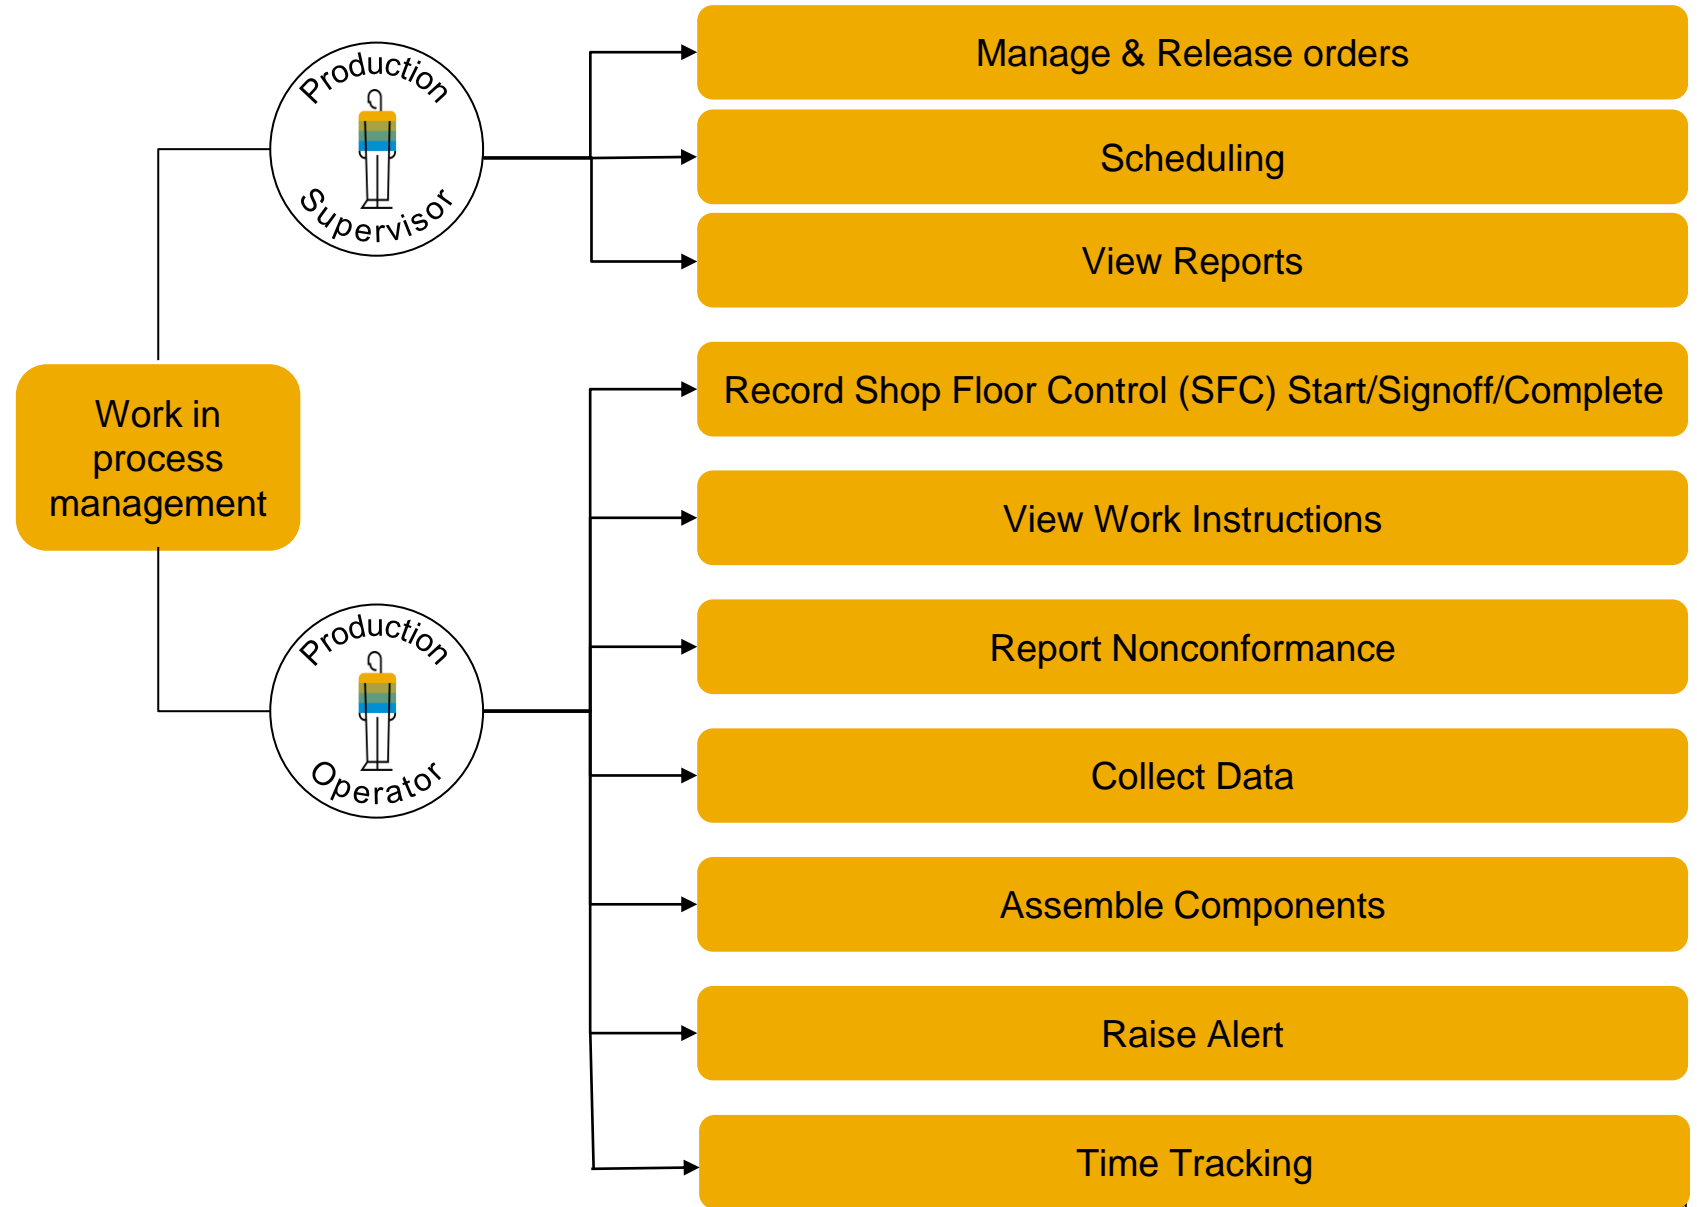 Production
Supervisor
Manage & Release orders
Scheduling
View Reports
Work in
process
management
Production
Operator
Record Shop Floor Control (SFC) Start/Signoff/Complete
View Work Instructions
Report Nonconformance
Collect Data
Assemble Components
Raise Alert
Time Tracking